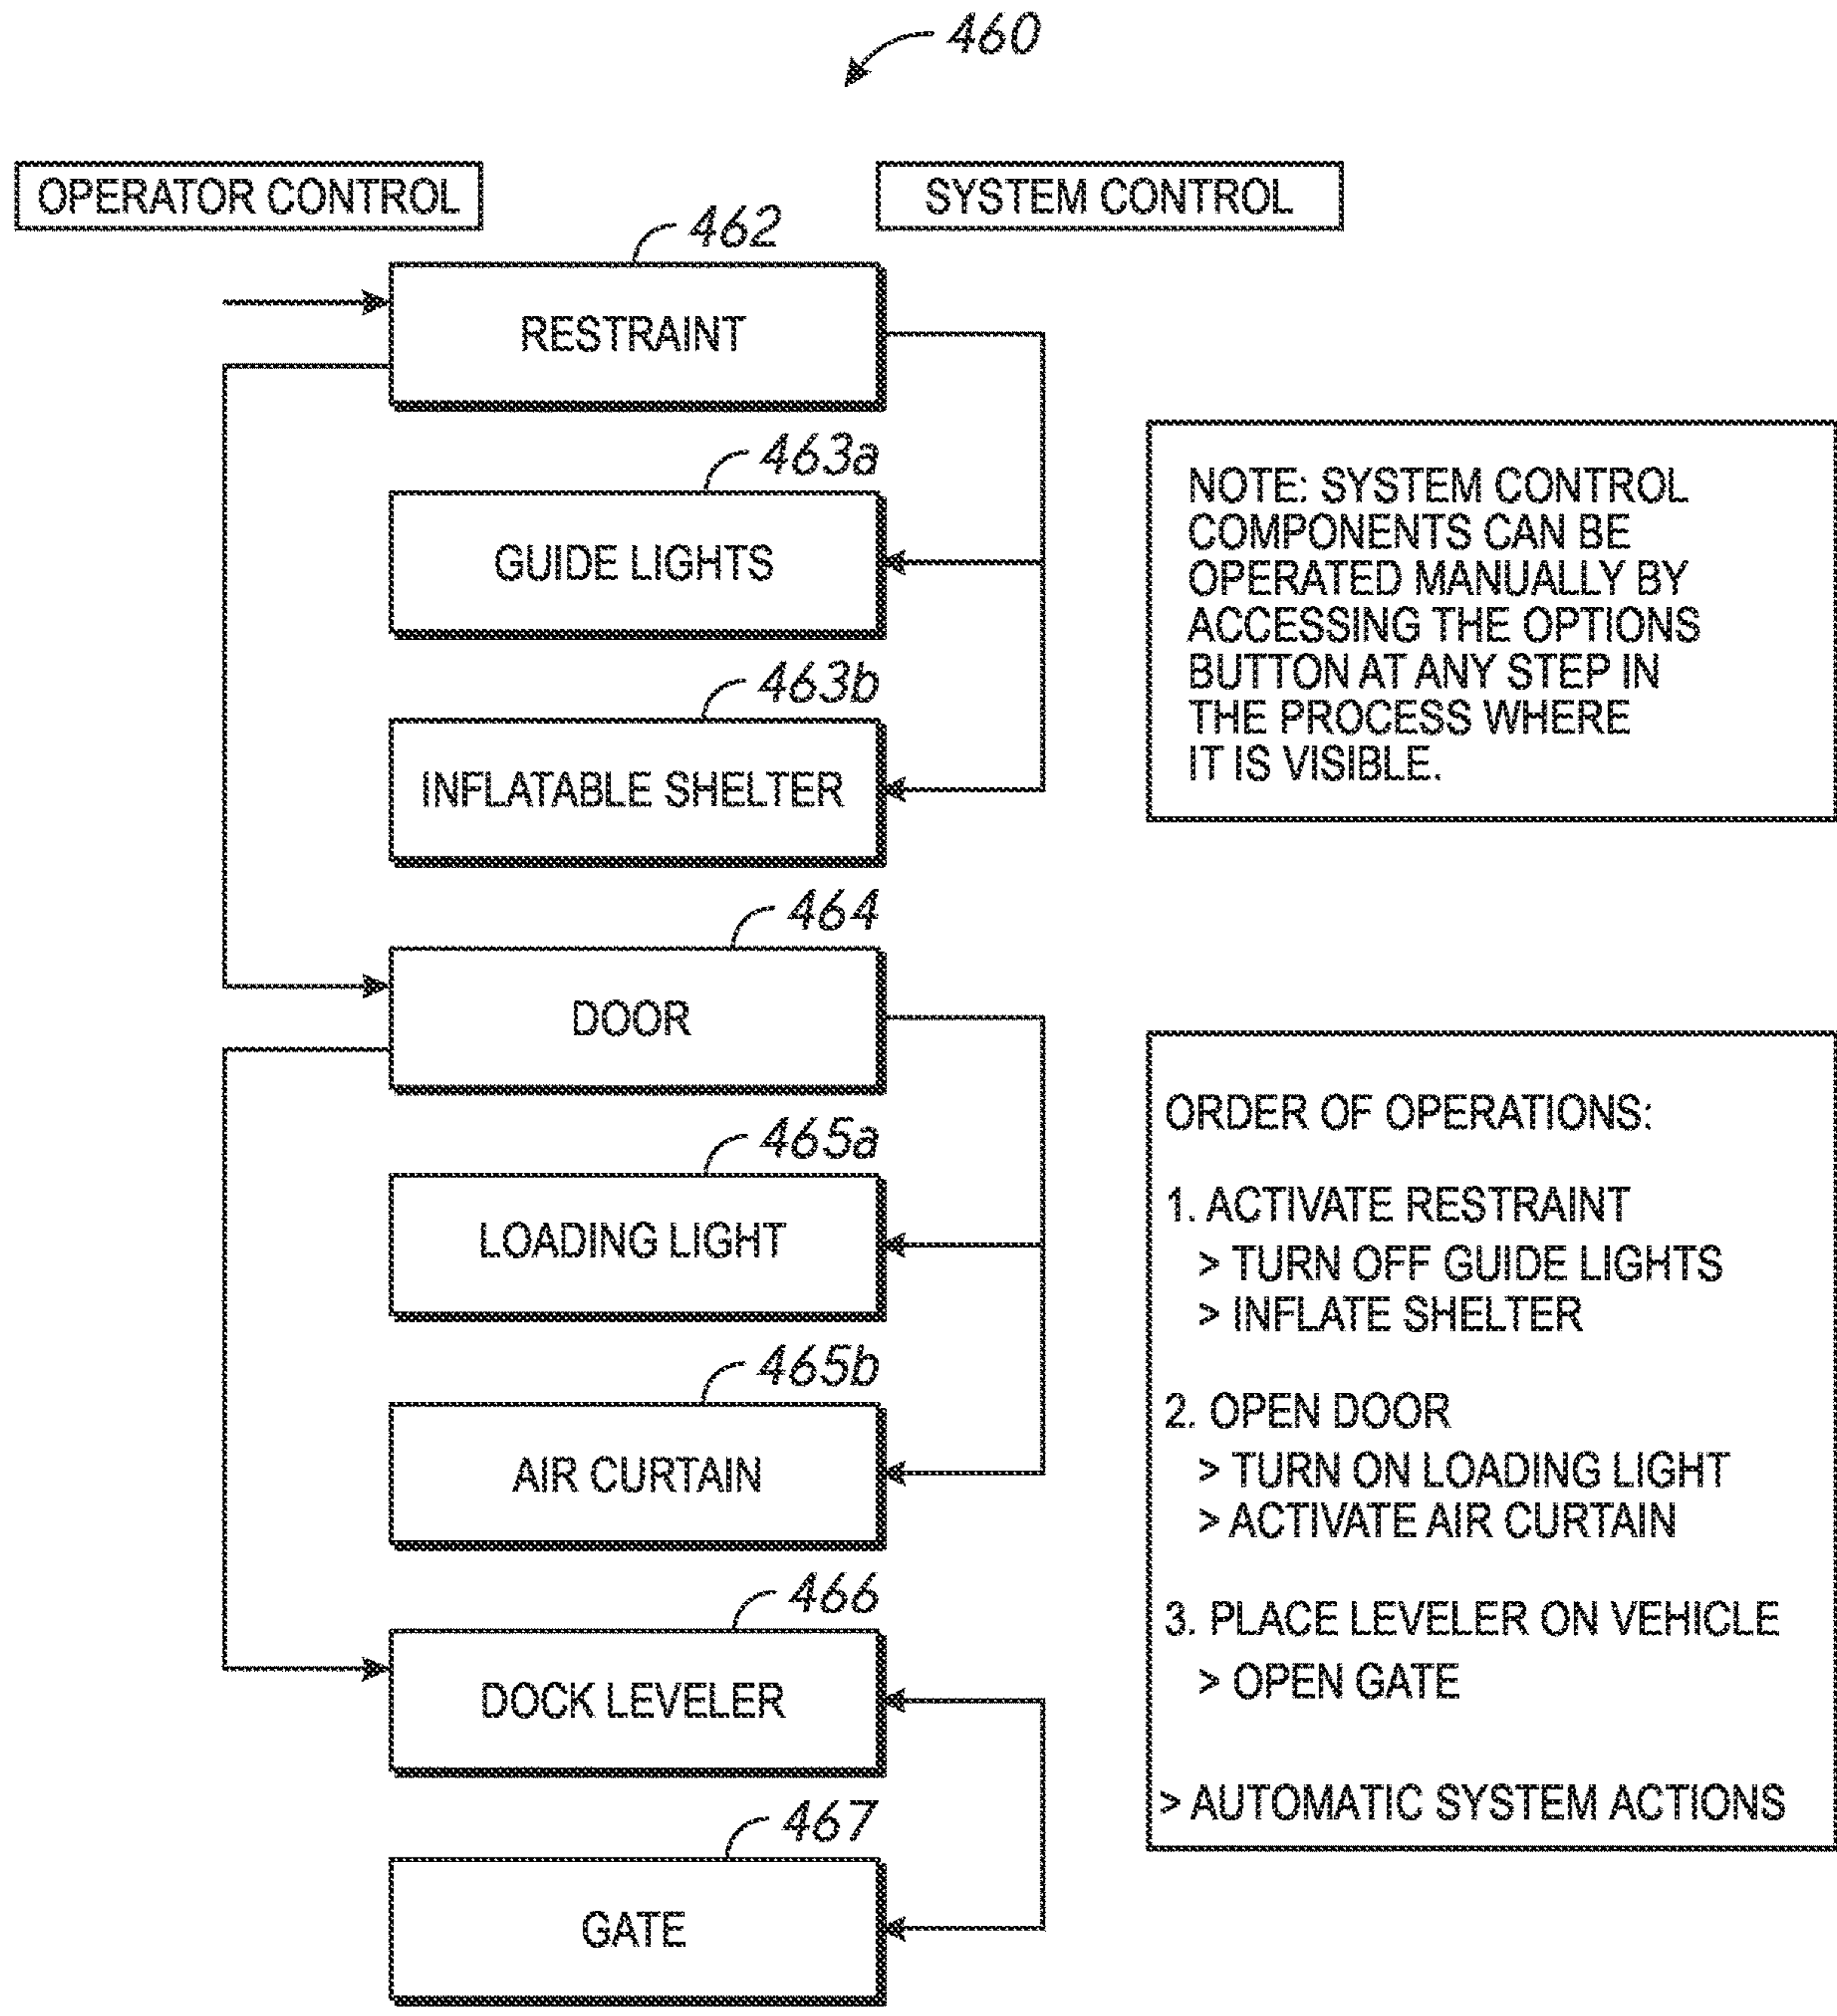 460
OPERATOR CONTROL
SYSTEM CONTROL
462
RESTRAINT
463a
GUIDE LIGHTS
463b
INFLATABLE SHELTER
464
DOOR
465a
LOADING LIGHT
465b
AIR CURTAIN
466
DOCK LEVELER
467
GATE
NOTE: SYSTEM CONTROL
COMPONENTS CAN BE
OPERATED MANUALLY BY
ACCESSING THE OPTIONS
BUTTON AT ANY STEP IN
THE PROCESS WHERE
IT IS VISIBLE.
ORDER OF OPERATIONS:
1. ACTIVATE RESTRAINT
> TURN OFF GUIDE LIGHTS
> INFLATE SHELTER
2. OPEN DOOR
> TURN ON LOADING LIGHT
> ACTIVATE AIR CURTAIN
3. PLACE LEVELER ON VEHICLE
> OPEN GATE
> AUTOMATIC SYSTEM ACTIONS